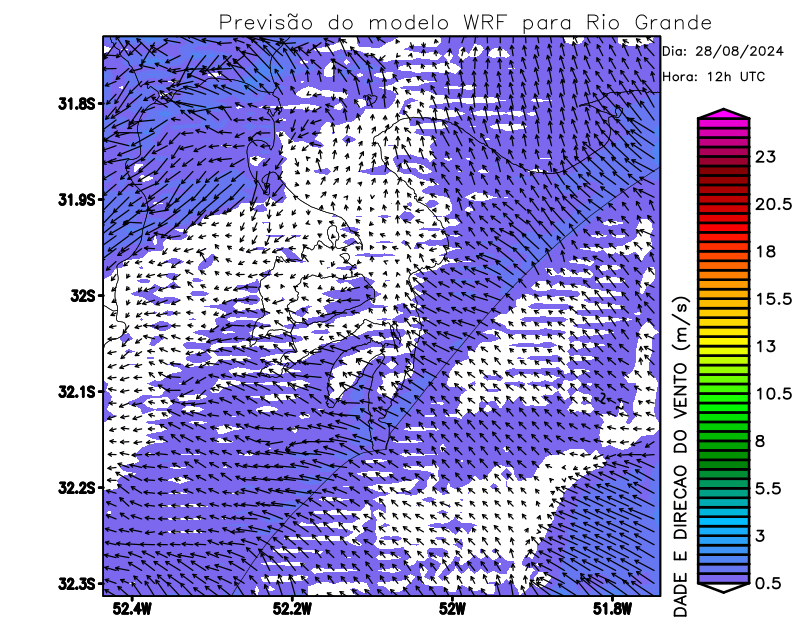 Previsão do modelo WRF para Rio Grande
Dia: 28/08/2024
Hora: 12h UTC
31.8S
31.9S
32S
32.1S
32.2S
32.3S
52.4W
52.2W
52W
51.8W
23
20.5
18
15.5
13
10.5
8
5.5
3
0.5
DADE E DIRECAO DO VENTO (m/s)